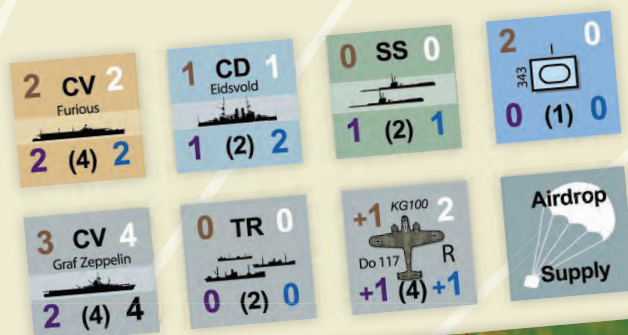 2 CV 2
Furious
2 (4) 2
1 CD 1
Eidsvold
1 (2) 2
0 SS 0
1 (2) 1
2 I 0
343
0 (1) 0
3 CV 4
Graf Zeppelin
2 (4) 4
0 TR 0
0 (2) 0
+1 KG100 2
Do 117 R
+1 (4) +1
Airdrop
Supply